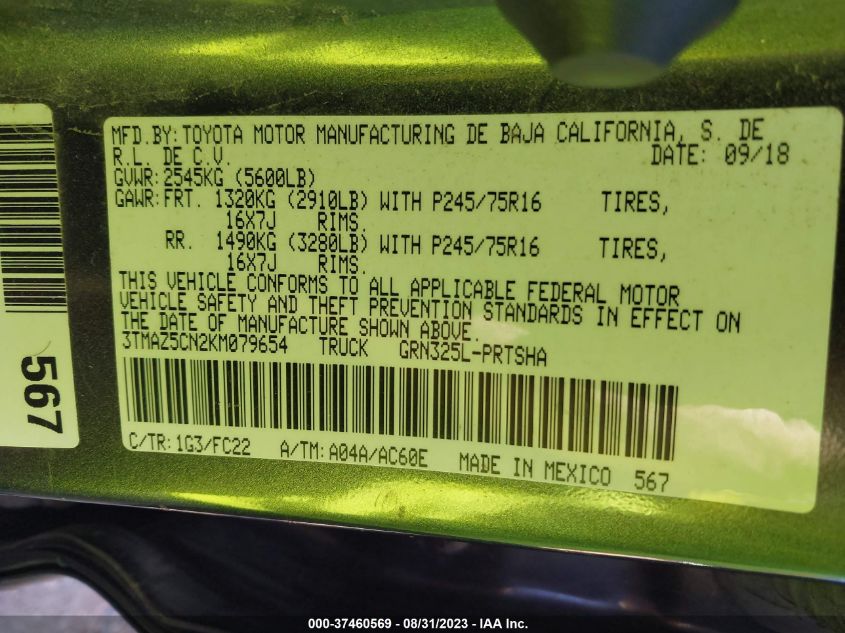 MFD.BY: TOYOTA MOTOR MANUFACTURING DE BAJA CALIFORNIA, S. DE
R.L. DE C.V. DATE: 09/18
GVWR: 2545KG (5600LB)
GAWR: FRT. 1320KG (2910LB) WITH P245/75R16 TIRES,
16X7J RIMS.
RR. 1490KG (3280LB) WITH P245/75R16 TIRES,
16X7J RIMS.
THIS VEHICLE CONFORMS TO ALL APPLICABLE FEDERAL MOTOR
VEHICLE SAFETY AND THEFT PREVENTION STANDARDS IN EFFECT ON
THE DATE OF MANUFACTURE SHOWN ABOVE.
3TMAZ5CN2KM079654 TRUCK GRN325L-PRTSHA
C/TR: 1G3/FC22 A/TM: A04A/AC60E MADE IN MEXICO 567
567
000-37460569 - 08/31/2023 - IAA Inc.